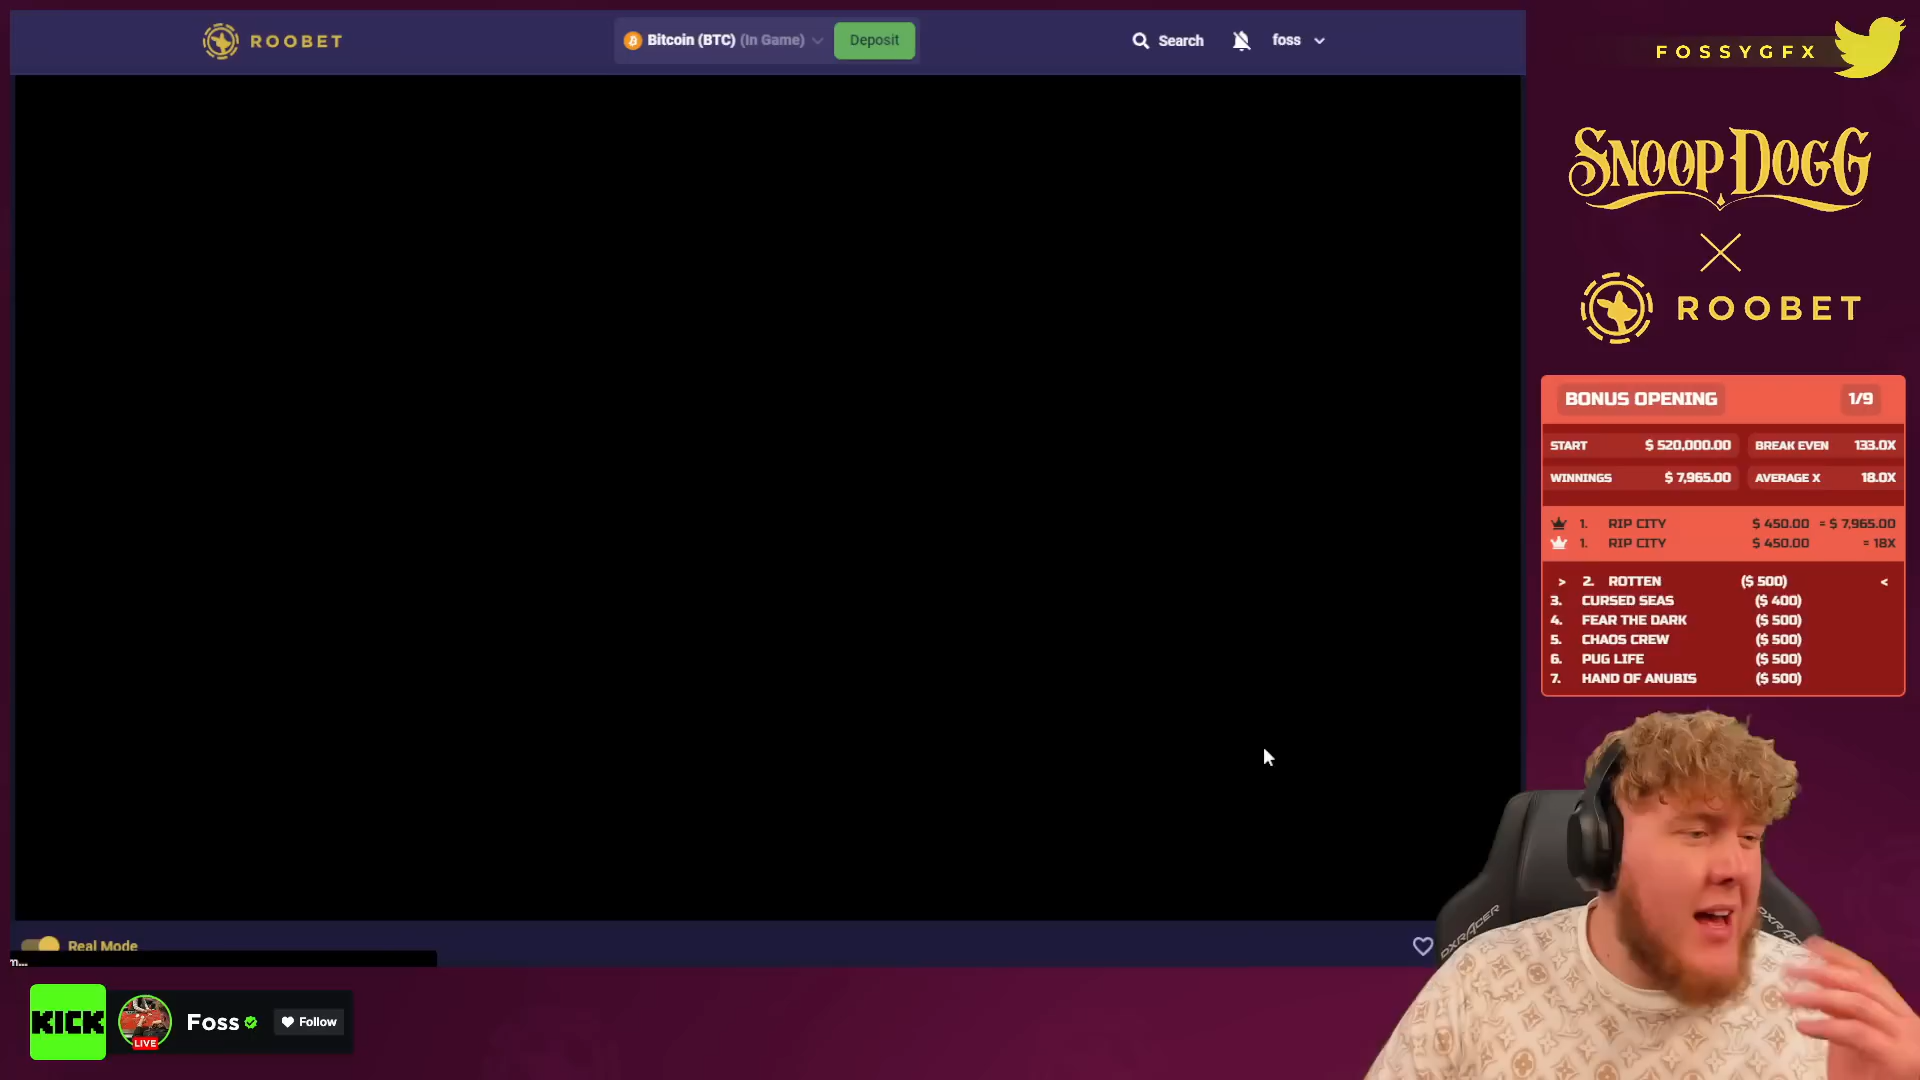 ROOBET
Bitcoin (BTC) (In Game)
Deposit
Search
foss
FOSSYGFX
SNOOP DOGG
ROOBET
BONUS OPENING 1/9
START $ 520,000.00 BREAK EVEN 133.0X
WINNINGS $ 7,965.00 AVERAGE X 18.0X
1. RIP CITY $ 450.00 = $ 7,965.00
1. RIP CITY $ 450.00 = 18X
> 2. ROTTEN ($ 500) <
3. CURSED SEAS ($ 400)
4. FEAR THE DARK ($ 500)
5. CHAOS CREW ($ 500)
6. PUG LIFE ($ 500)
7. HAND OF ANUBIS ($ 500)
DXRACER
DXRACER
Real Mode
m...
KICK
LIVE
Foss
Follow